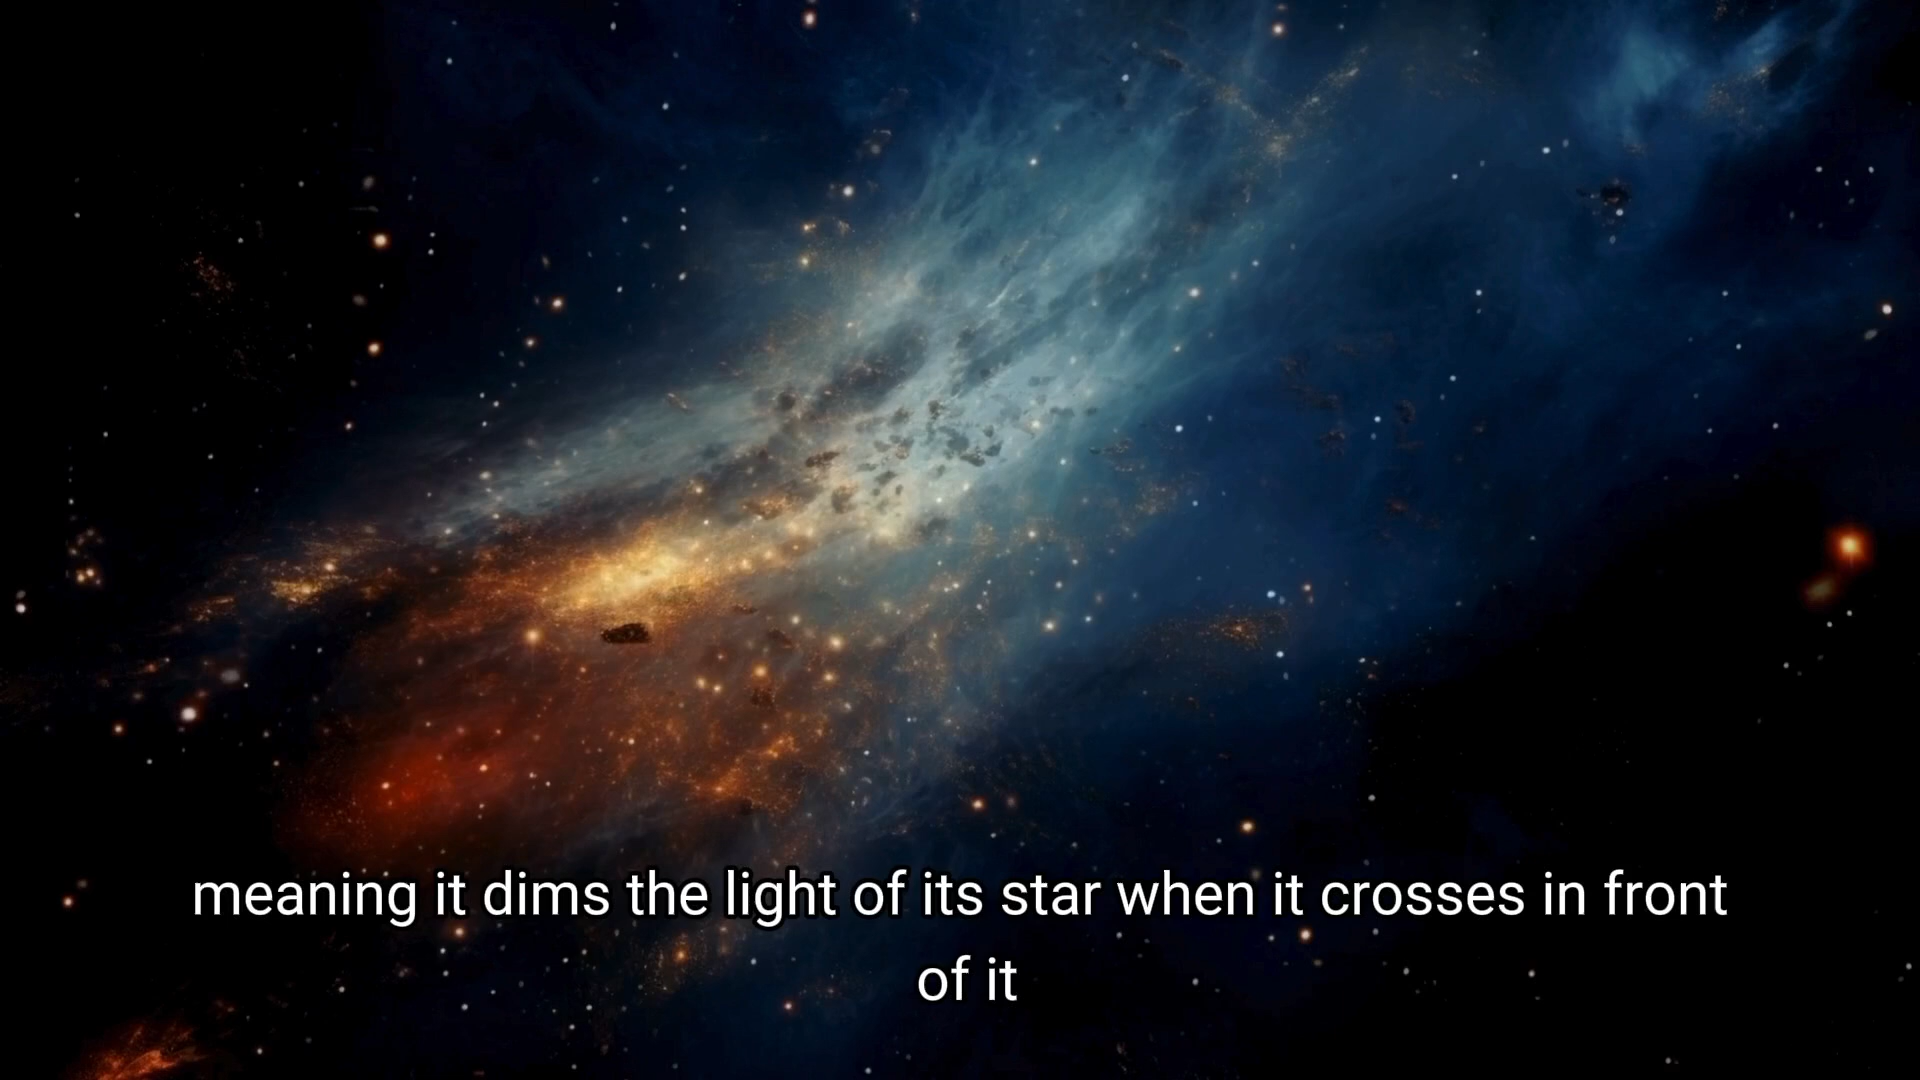 meaning it dims the light of its star when it crosses in front
of it